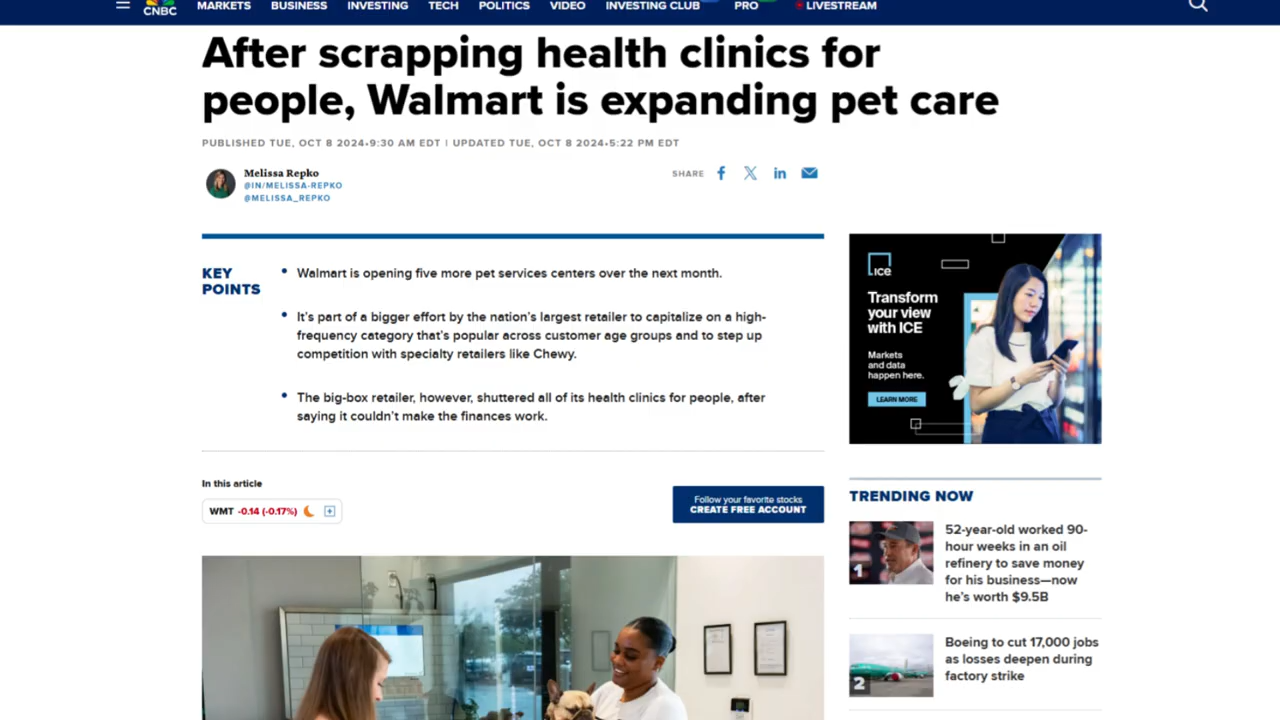 CNBC
MARKETS BUSINESS INVESTING TECH POLITICS VIDEO INVESTING CLUB PRO LIVESTREAM
After scrapping health clinics for
people, Walmart is expanding pet care
PUBLISHED TUE, OCT 8 2024•9:30 AM EDT | UPDATED TUE, OCT 8 2024•5:22 PM EDT
Melissa Repko
@IN/MELISSA-REPKO
@MELISSA_REPKO
SHARE
KEY
POINTS
Walmart is opening five more pet services centers over the next month.
It's part of a bigger effort by the nation's largest retailer to capitalize on a high-
frequency category that's popular across customer age groups and to step up
competition with specialty retailers like Chewy.
The big-box retailer, however, shuttered all of its health clinics for people, after
saying it couldn't make the finances work.
In this article
WMT -0.14 (-0.17%)
Follow your favorite stocks
CREATE FREE ACCOUNT
ICE
Transform
your view
with ICE
Markets
and data
happen here.
LEARN MORE
TRENDING NOW
1
52-year-old worked 90-
hour weeks in an oil
refinery to save money
for his business—now
he's worth $9.5B
2
Boeing to cut 17,000 jobs
as losses deepen during
factory strike